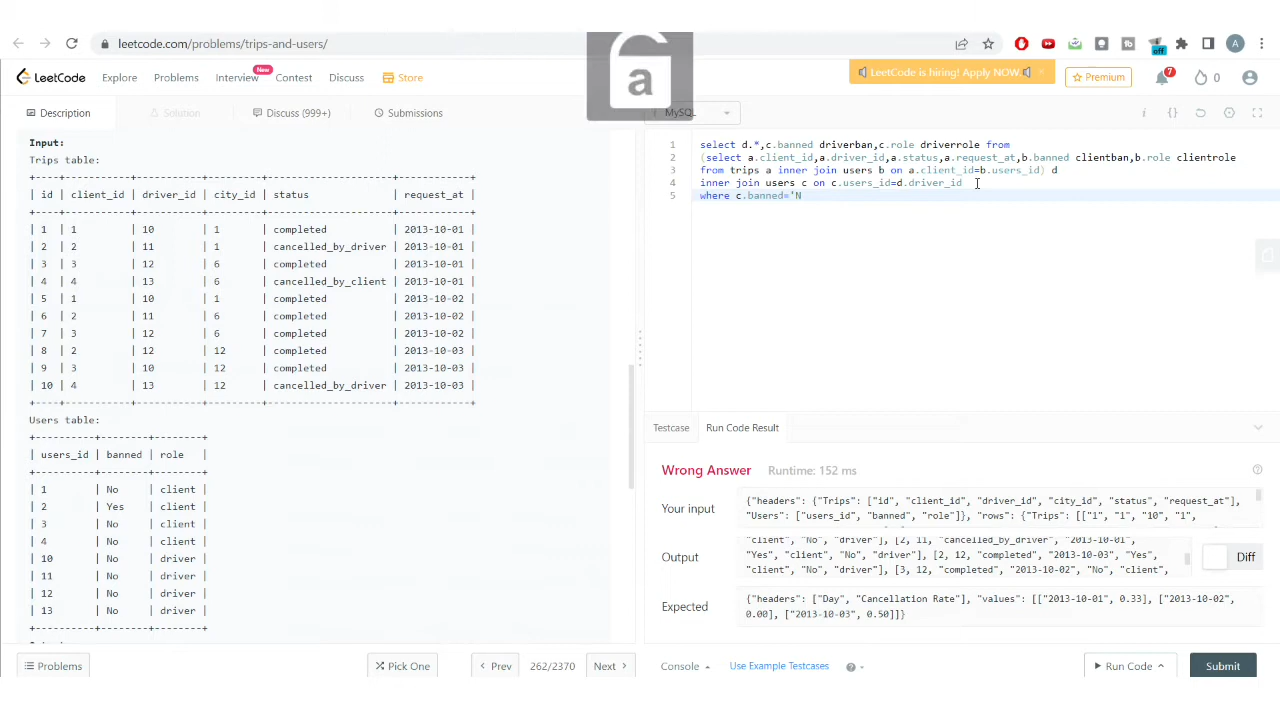 leetcode.com/problems/trips-and-users/
off
A
a
LeetCode
Explore
Problems
Interview
New
Contest
Discuss
Store
LeetCode is hiring! Apply NOW.
Premium
7
0
Description
Solution
Discuss (999+)
Submissions
MySQL
Input:
Trips table:
+----+-----------+-----------+---------+---------------------+------------+
| id | client_id | driver_id | city_id | status | request_at |
+----+-----------+-----------+---------+---------------------+------------+
| 1 | 1 | 10 | 1 | completed | 2013-10-01 |
| 2 | 2 | 11 | 1 | cancelled_by_driver | 2013-10-01 |
| 3 | 3 | 12 | 6 | completed | 2013-10-01 |
| 4 | 4 | 13 | 6 | cancelled_by_client | 2013-10-01 |
| 5 | 1 | 10 | 1 | completed | 2013-10-02 |
| 6 | 2 | 11 | 6 | completed | 2013-10-02 |
| 7 | 3 | 12 | 6 | completed | 2013-10-02 |
| 8 | 2 | 12 | 12 | completed | 2013-10-03 |
| 9 | 3 | 10 | 12 | completed | 2013-10-03 |
| 10 | 4 | 13 | 12 | cancelled_by_driver | 2013-10-03 |
+----+-----------+-----------+---------+---------------------+------------+
Users table:
+----------+--------+--------+
| users_id | banned | role |
+----------+--------+--------+
| 1 | No | client |
| 2 | Yes | client |
| 3 | No | client |
| 4 | No | client |
| 10 | No | driver |
| 11 | No | driver |
| 12 | No | driver |
| 13 | No | driver |
+----------+--------+--------+
1 select d.*,c.banned driverban,c.role driverrole from
2 (select a.client_id,a.driver_id,a.status,a.request_at,b.banned clientban,b.role clientrole
3 from trips a inner join users b on a.client_id=b.users_id) d
4 inner join users c on c.users_id=d.driver_id
5 where c.banned='N
Testcase
Run Code Result
Wrong Answer
Runtime: 152 ms
Your input
{"headers": {"Trips": ["id", "client_id", "driver_id", "city_id", "status", "request_at"],
"Users": ["users_id", "banned", "role"]}, "rows": {"Trips": [["1", "1", "10", "1",
Output
"client", "No", "driver"], [2, 11, "cancelled_by_driver", "2013-10-01",
"Yes", "client", "No", "driver"], [2, 12, "completed", "2013-10-03", "Yes",
"client", "No", "driver"], [3, 12, "completed", "2013-10-02", "No", "client",
Diff
Expected
{"headers": ["Day", "Cancellation Rate"], "values": [["2013-10-01", 0.33], ["2013-10-02",
0.00], ["2013-10-03", 0.50]]}
Problems
Pick One
Prev
262/2370
Next
Console
Use Example Testcases
Run Code
Submit